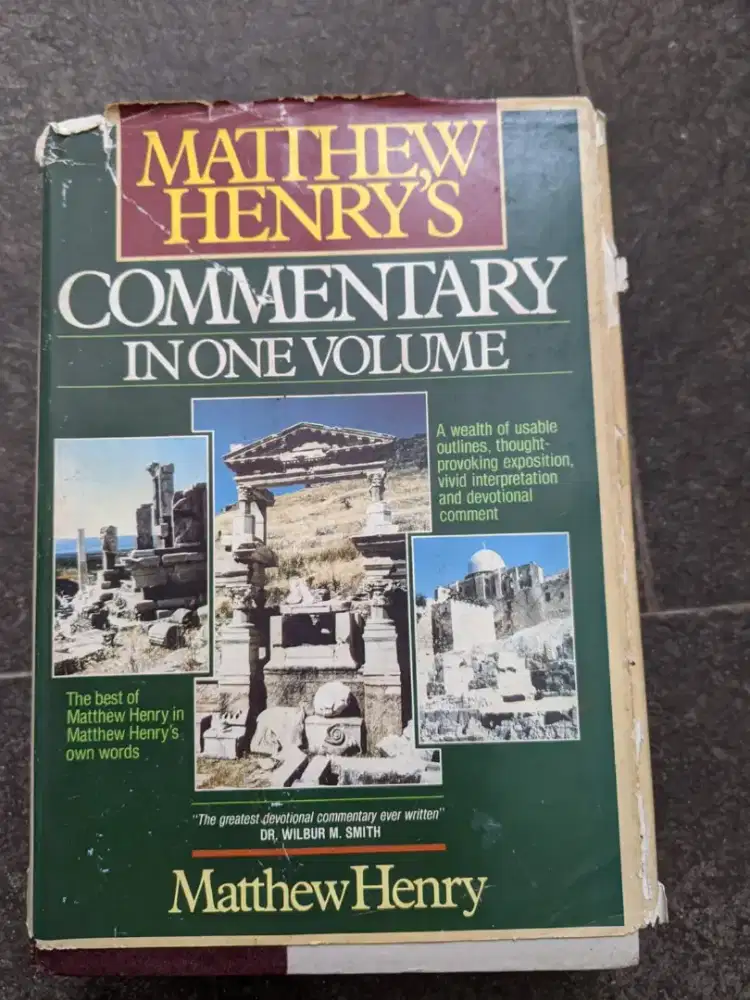 MATTHEW
HENRY'S
COMMENTARY
IN ONE VOLUME
A wealth of usable
outlines, thought-
provoking exposition,
vivid interpretation
and devotional
comment
The best of
Matthew Henry in
Matthew Henry's
own words
"The greatest devotional commentary ever written"
DR. WILBUR M. SMITH
Matthew Henry